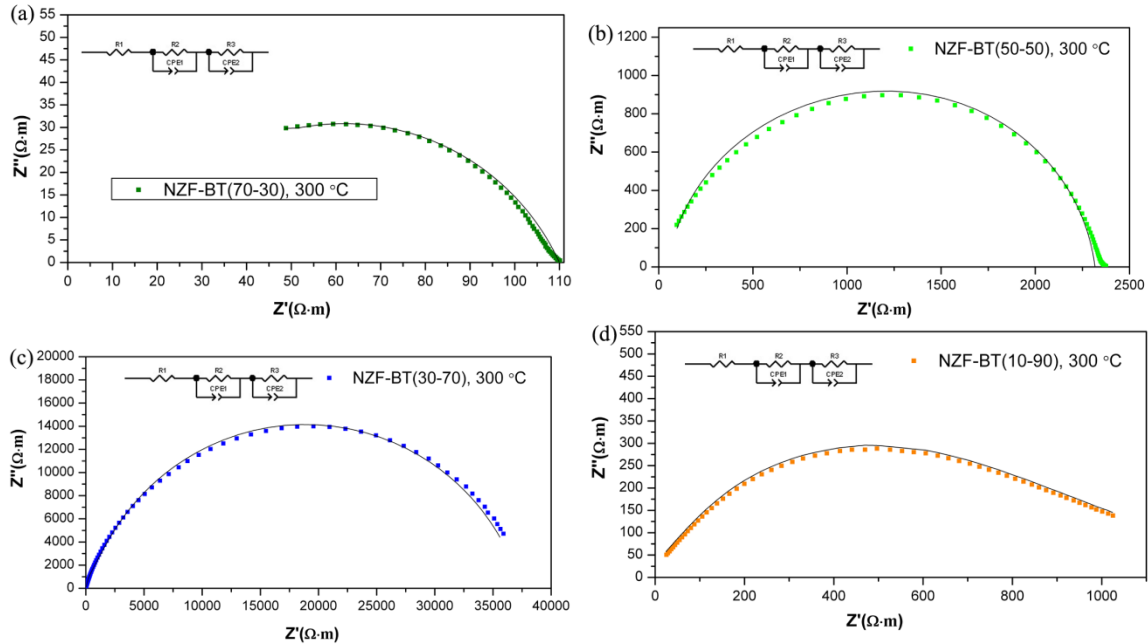 (a)
55
50
45
40
35
30
25
20
15
10
5
0
Z''(Ω·m)
R1 R2 R3
CPE1 CPE2
NZF-BT(70-30), 300 °C
0 10 20 30 40 50 60 70 80 90 100 110
Z'(Ω·m)
(b)
1200
1000
800
600
400
200
0
Z''(Ω·m)
R1 R2 R3
CPE1 CPE2
NZF-BT(50-50), 300 °C
0 500 1000 1500 2000 2500
Z'(Ω·m)
(c)
20000
18000
16000
14000
12000
10000
8000
6000
4000
2000
0
Z''(Ω·m)
R1 R2 R3
CPE1 CPE2
NZF-BT(30-70), 300 °C
0 5000 10000 15000 20000 25000 30000 35000 40000
Z'(Ω·m)
(d)
550
500
450
400
350
300
250
200
150
100
50
0
Z''(Ω·m)
R1 R2 R3
CPE1 CPE2
NZF-BT(10-90), 300 °C
0 200 400 600 800 1000
Z'(Ω·m)